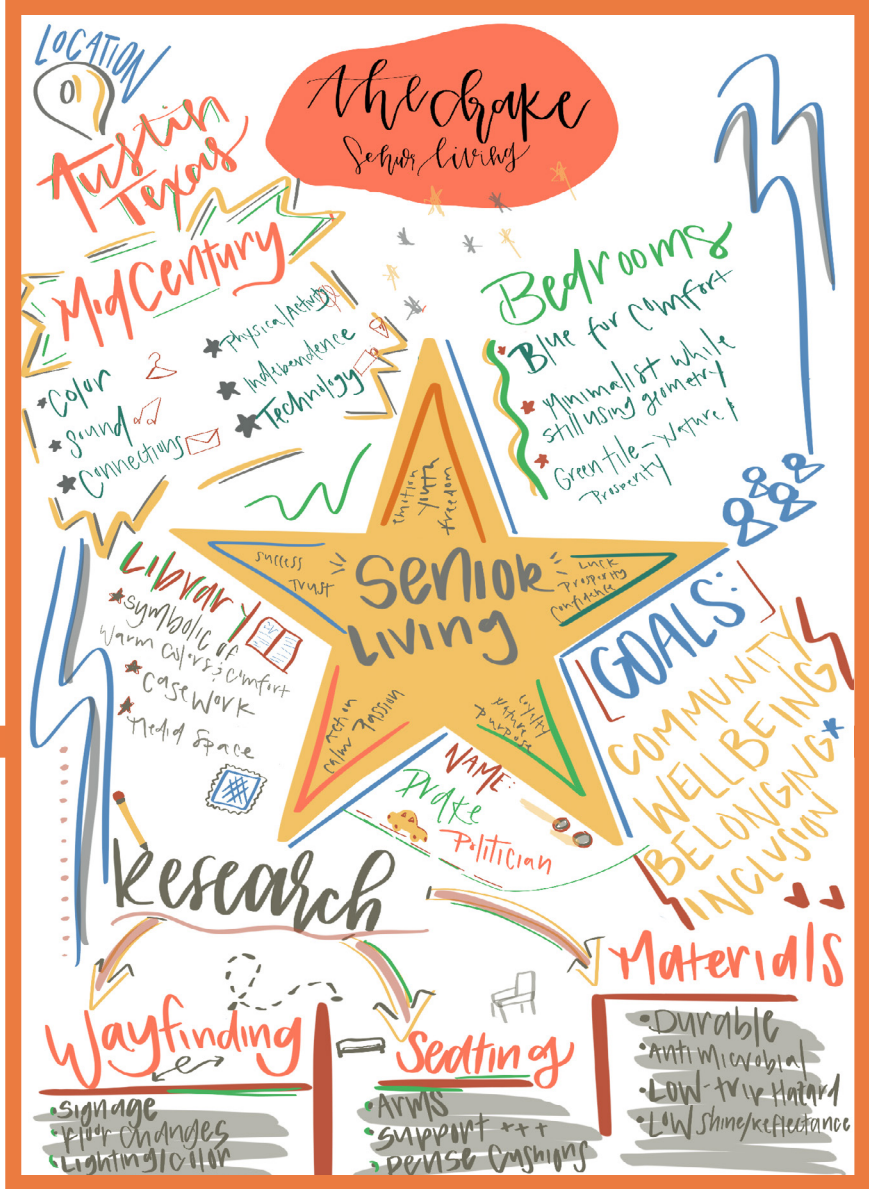 LOCATION
Austin
Texas
the drake
Senior living
MidCentury
Color
Sound
Connections
Physical Activity
Independence
Technology
Bedrooms
Blue for Comfort
Minimalist while
still using geometry
Green tile - Nature &
Prosperity
emotion
youth
freedom
success
Trust
Luck
Prosperity
Confidence
SENIOR
LIVING
Action
Calm Passion
Loyalty
Nature
Purpose
Library
Symbolic of
Warm Colors & Comfort
Casework
Media Space
GOALS:
COMMUNITY
WELLBEING
BELONGING*
INCLUSION
NAME:
Drake
Politician
Research
Wayfinding
Signage
Floor Changes
Lighting/Color
Seating
Arms
Support +++
Dense Cushions
Materials
Durable
Anti Microbial
Low-trip Hazard
Low Shine/Reflectance